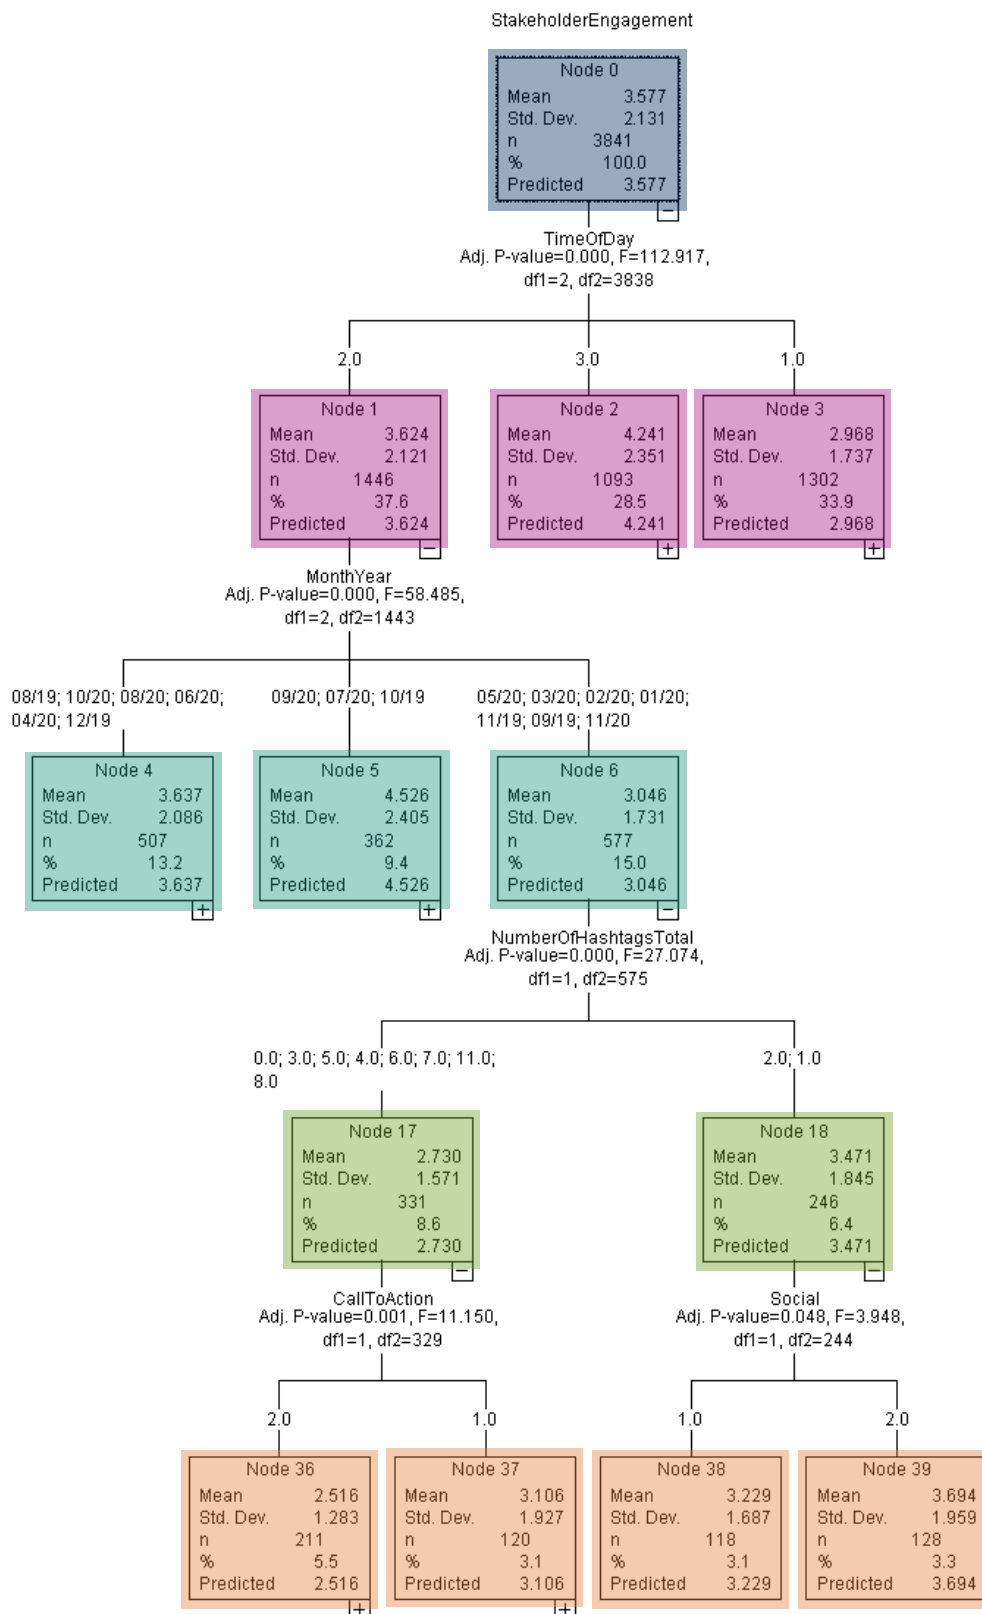 StakeholderEngagement
Node 0
Mean 3.577
Std. Dev. 2.131
n 3841
% 100.0
Predicted 3.577
TimeOfDay
Adj. P-value=0.000, F=112.917,
df1=2, df2=3838
2.0
3.0
1.0
Node 1
Mean 3.624
Std. Dev. 2.121
n 1446
% 37.6
Predicted 3.624
Node 2
Mean 4.241
Std. Dev. 2.351
n 1093
% 28.5
Predicted 4.241
Node 3
Mean 2.968
Std. Dev. 1.737
n 1302
% 33.9
Predicted 2.968
MonthYear
Adj. P-value=0.000, F=58.485,
df1=2, df2=1443
08/19; 10/20; 08/20; 06/20;
04/20; 12/19
09/20; 07/20; 10/19
05/20; 03/20; 02/20; 01/20;
11/19; 09/19; 11/20
Node 4
Mean 3.637
Std. Dev. 2.086
n 507
% 13.2
Predicted 3.637
Node 5
Mean 4.526
Std. Dev. 2.405
n 362
% 9.4
Predicted 4.526
Node 6
Mean 3.046
Std. Dev. 1.731
n 577
% 15.0
Predicted 3.046
NumberOfHashtagsTotal
Adj. P-value=0.000, F=27.074,
df1=1, df2=575
0.0; 3.0; 5.0; 4.0; 6.0; 7.0; 11.0;
8.0
2.0; 1.0
Node 17
Mean 2.730
Std. Dev. 1.571
n 331
% 8.6
Predicted 2.730
Node 18
Mean 3.471
Std. Dev. 1.845
n 246
% 6.4
Predicted 3.471
CallToAction
Adj. P-value=0.001, F=11.150,
df1=1, df2=329
Social
Adj. P-value=0.048, F=3.948,
df1=1, df2=244
2.0
1.0
1.0
2.0
Node 36
Mean 2.516
Std. Dev. 1.283
n 211
% 5.5
Predicted 2.516
Node 37
Mean 3.106
Std. Dev. 1.927
n 120
% 3.1
Predicted 3.106
Node 38
Mean 3.229
Std. Dev. 1.687
n 118
% 3.1
Predicted 3.229
Node 39
Mean 3.694
Std. Dev. 1.959
n 128
% 3.3
Predicted 3.694